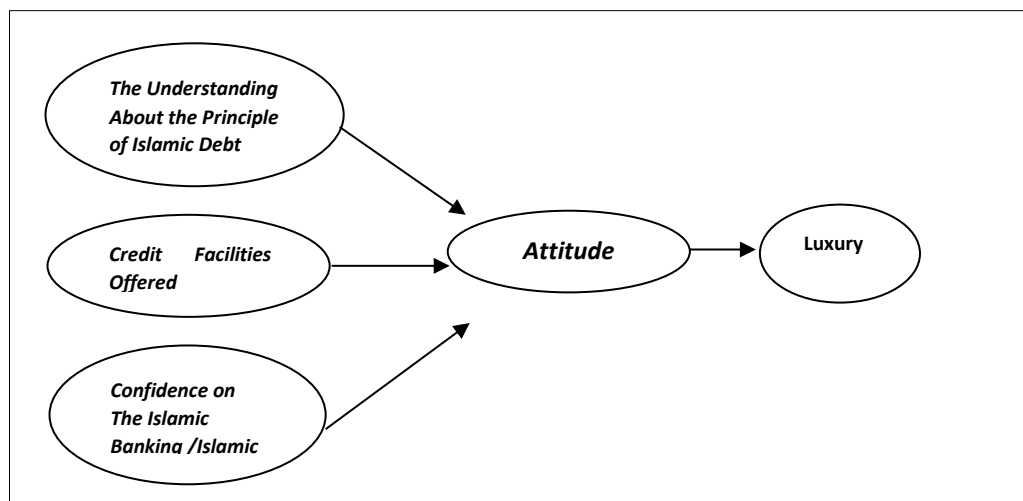 The Understanding
About the Principle
of Islamic Debt
Credit Facilities
Offered
Confidence on
The Islamic
Banking /Islamic
Attitude
Luxury